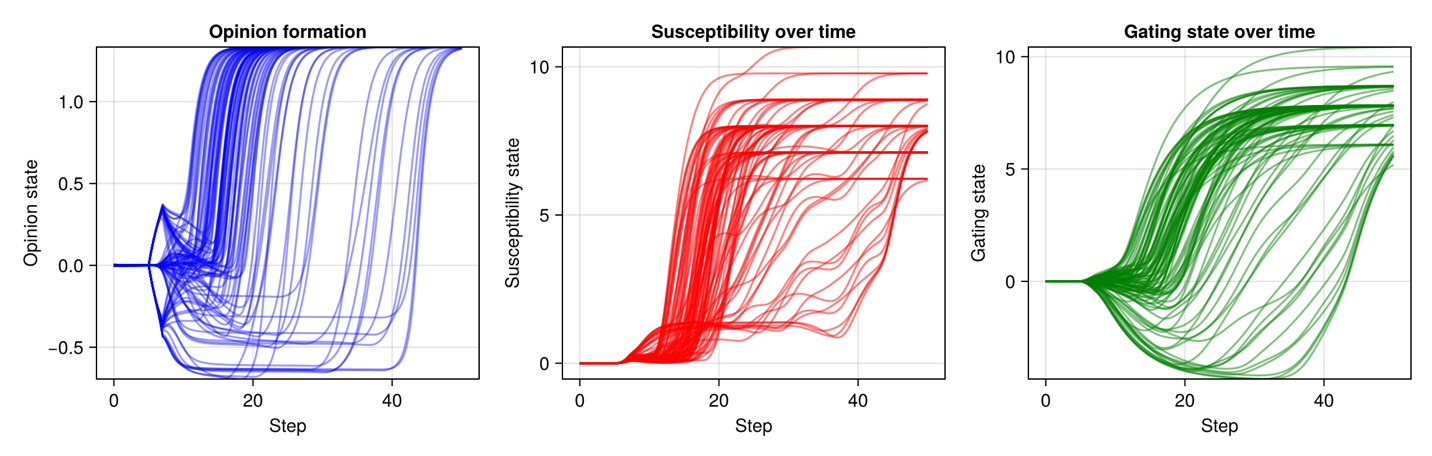 Opinion formation
Opinion state
1.0
0.5
0.0
−0.5
0
20
40
Step
Susceptibility over time
Susceptibility state
10
5
0
0
20
40
Step
Gating state over time
Gating state
10
5
0
0
20
40
Step